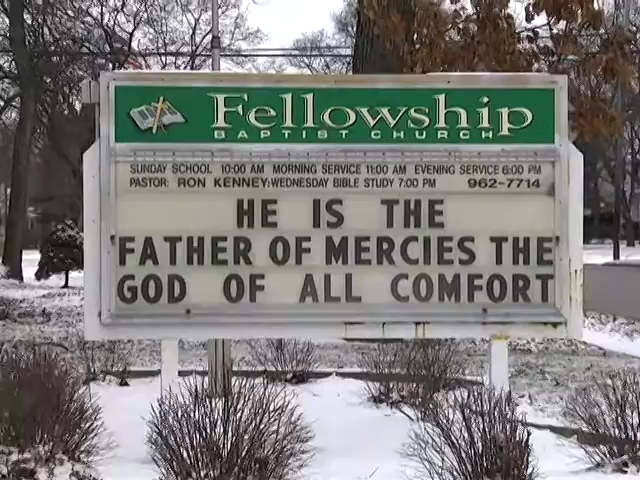 Fellowship
BAPTIST CHURCH
SUNDAY SCHOOL 10:00 AM MORNING SERVICE 11:00 AM EVENING SERVICE 6:00 PM
PASTOR: RON KENNEY:WEDNESDAY BIBLE STUDY 7:00 PM 962-7714
HE IS THE
FATHER OF MERCIES THE
GOD OF ALL COMFORT